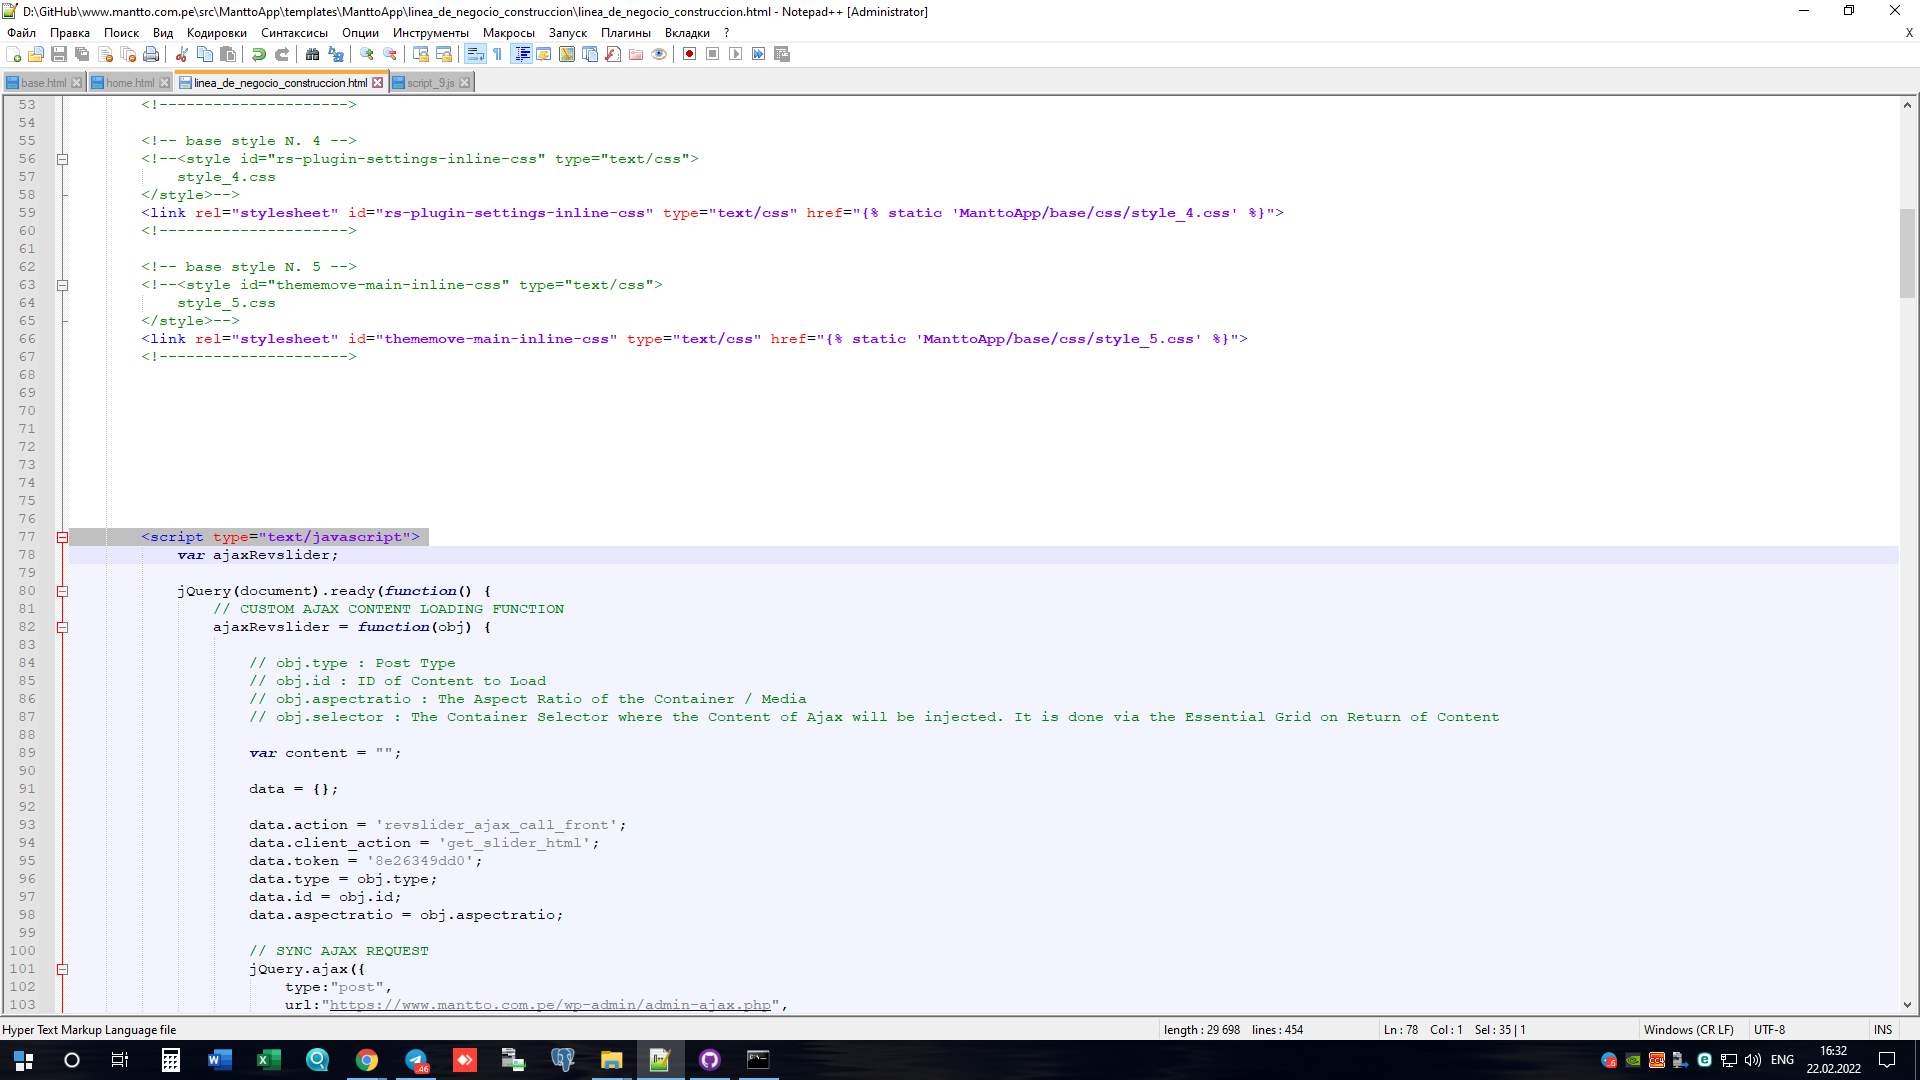 D:\GitHub\www.mantto.com.pe\src\ManttoApp\templates\ManttoApp\linea_de_negocio_construccion\linea_de_negocio_construccion.html - Notepad++ [Administrator]
Файл Правка Поиск Вид Кодировки Синтаксисы Опции Инструменты Макросы Запуск Плагины Вкладки ? X
base.html home.html linea_de_negocio_construccion.html script_9.js
53 <!--------------------->
54
55 <!-- base style N. 4 -->
56 <!--<style id="rs-plugin-settings-inline-css" type="text/css">
57 style_4.css
58 </style>-->
59 <link rel="stylesheet" id="rs-plugin-settings-inline-css" type="text/css" href="{% static 'ManttoApp/base/css/style_4.css' %}">
60 <!--------------------->
61
62 <!-- base style N. 5 -->
63 <!--<style id="thememove-main-inline-css" type="text/css">
64 style_5.css
65 </style>-->
66 <link rel="stylesheet" id="thememove-main-inline-css" type="text/css" href="{% static 'ManttoApp/base/css/style_5.css' %}">
67 <!--------------------->
68
69
70
71
72
73
74
75
76
77 <script type="text/javascript">
78 var ajaxRevslider;
79
80 jQuery(document).ready(function() {
81 // CUSTOM AJAX CONTENT LOADING FUNCTION
82 ajaxRevslider = function(obj) {
83
84 // obj.type : Post Type
85 // obj.id : ID of Content to Load
86 // obj.aspectratio : The Aspect Ratio of the Container / Media
87 // obj.selector : The Container Selector where the Content of Ajax will be injected. It is done via the Essential Grid on Return of Content
88
89 var content = "";
90
91 data = {};
92
93 data.action = 'revslider_ajax_call_front';
94 data.client_action = 'get_slider_html';
95 data.token = '8e26349dd0';
96 data.type = obj.type;
97 data.id = obj.id;
98 data.aspectratio = obj.aspectratio;
99
100 // SYNC AJAX REQUEST
101 jQuery.ajax({
102 type:"post",
103 url:"https://www.mantto.com.pe/wp-admin/admin-ajax.php",
Hyper Text Markup Language file length : 29 698 lines : 454 Ln : 78 Col : 1 Sel : 35 | 1 Windows (CR LF) UTF-8 INS
46 ENG 16:32
22.02.2022